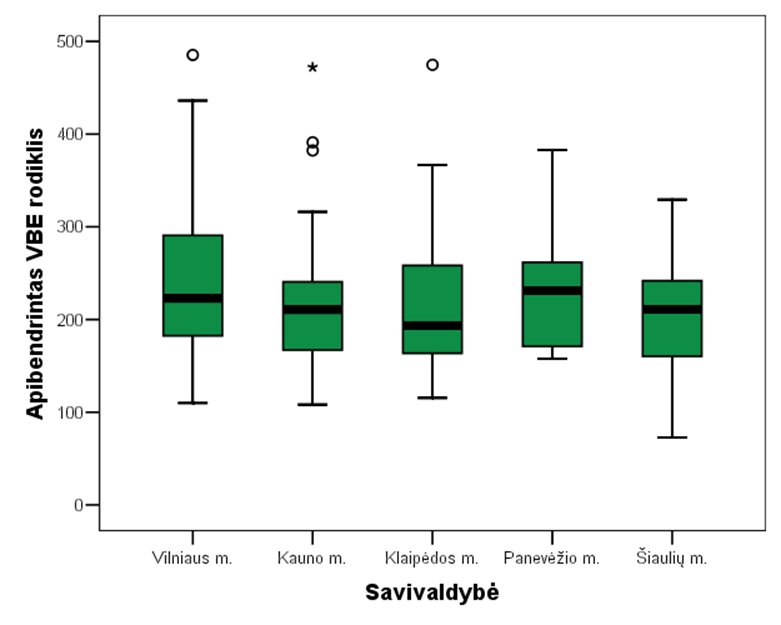 Apibendrintas VBE rodiklis
500
400
300
200
100
0
Vilniaus m. Kauno m. Klaipėdos m. Panevėžio m. Šiaulių m.
Savivaldybė